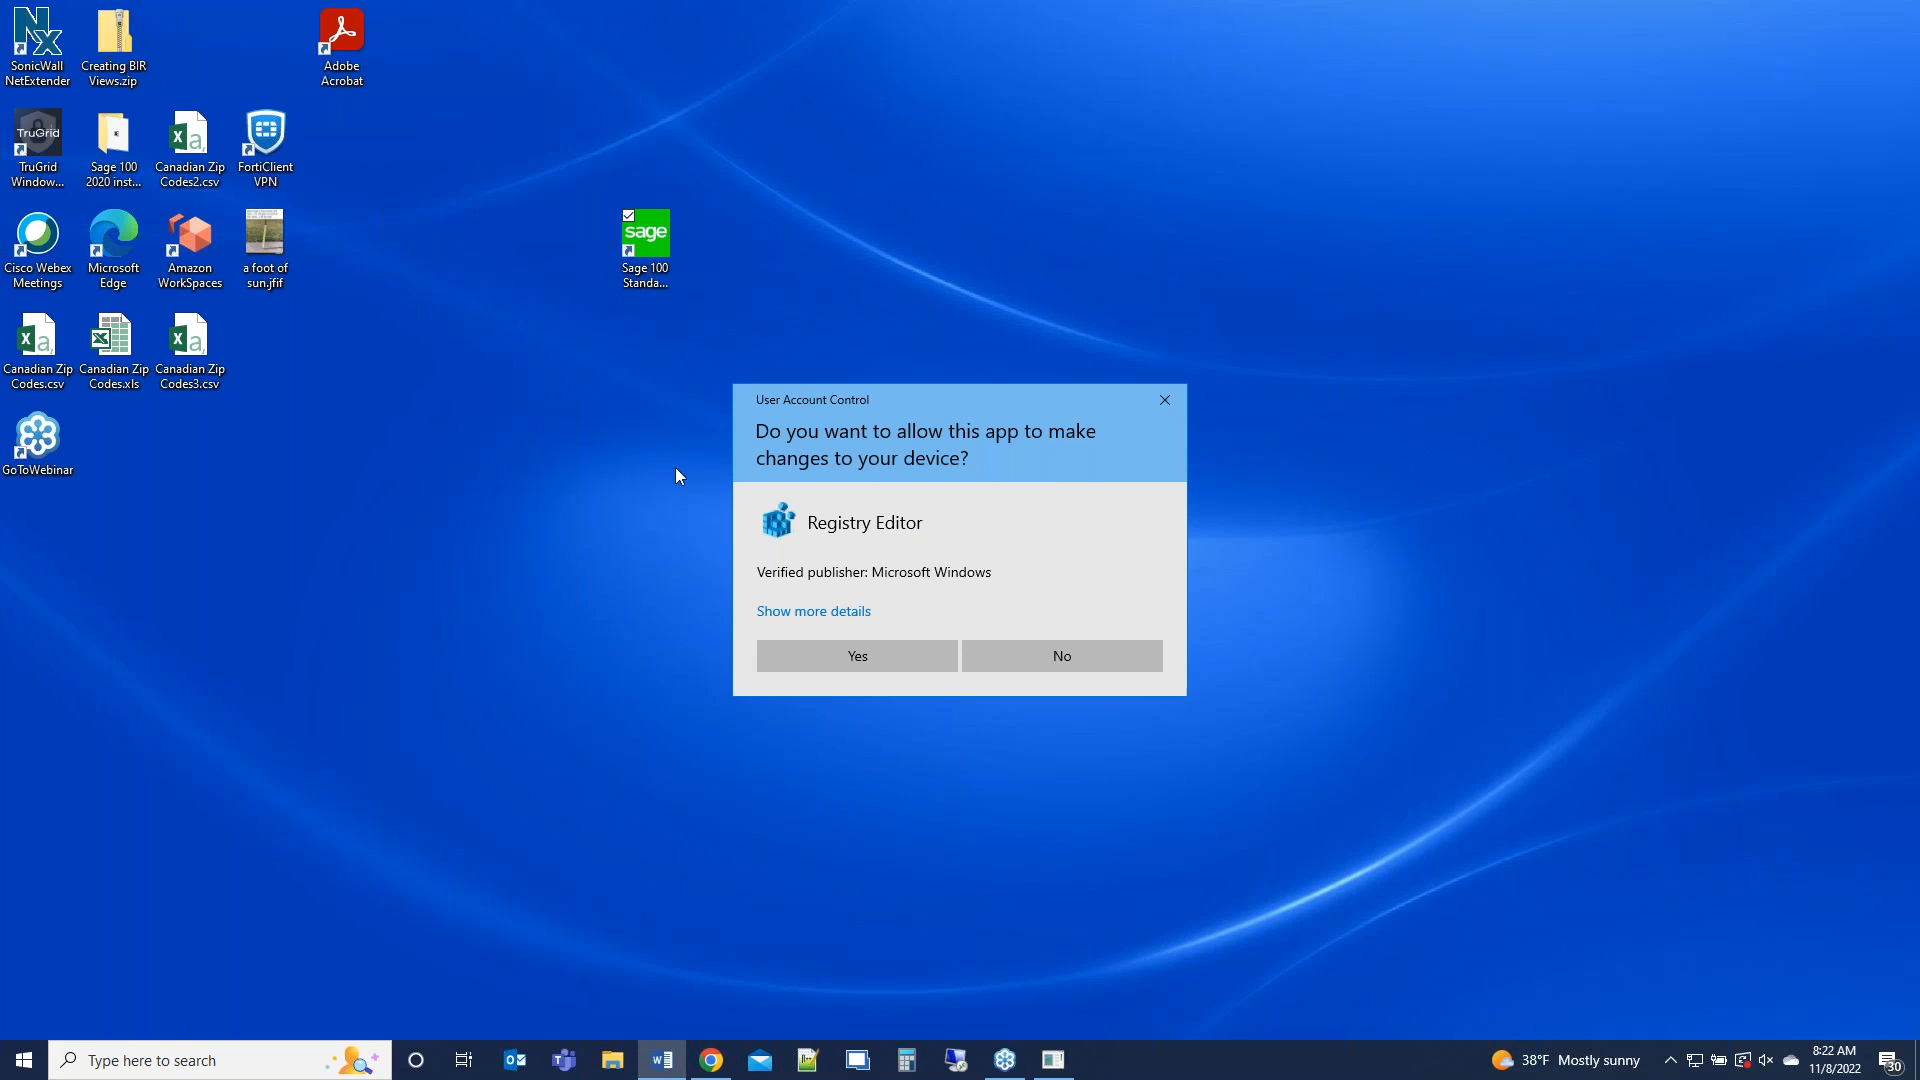 SonicWall
NetExtender
Creating BIR
Views.zip
Adobe
Acrobat
TruGrid
TruGrid
Window...
Sage 100
2020 inst...
Canadian Zip
Codes2.csv
FortiClient
VPN
Cisco Webex
Meetings
Microsoft
Edge
Amazon
WorkSpaces
a foot of
sun.jfif
sage
Sage 100
Standa...
Canadian Zip
Codes.csv
Canadian Zip
Codes.xls
Canadian Zip
Codes3.csv
GoToWebinar
User Account Control
Do you want to allow this app to make
changes to your device?
Registry Editor
Verified publisher: Microsoft Windows
Show more details
Yes
No
Type here to search
38°F Mostly sunny
8:22 AM
11/8/2022
30